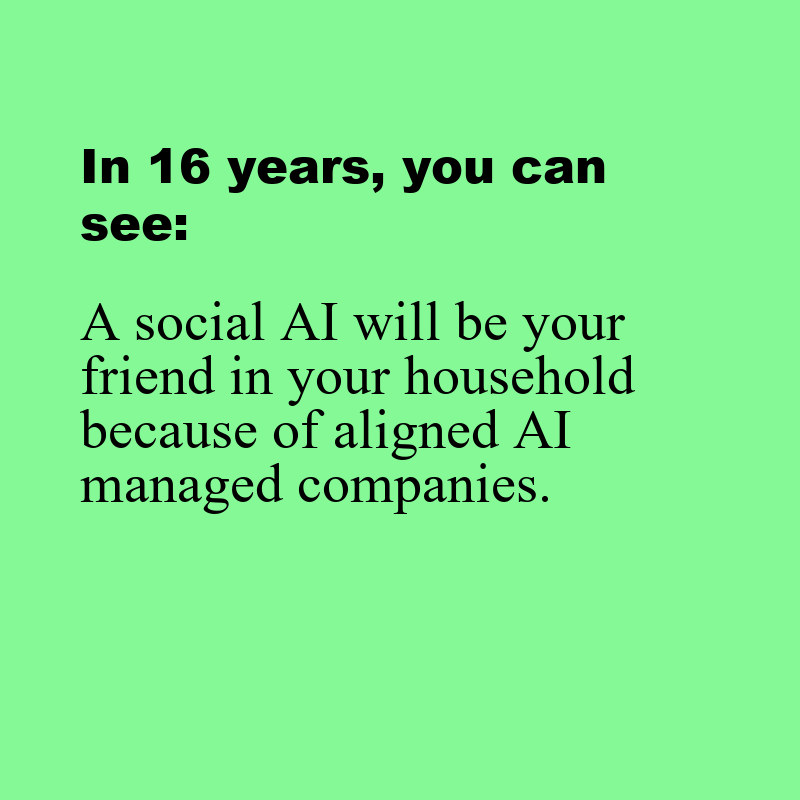 In 16 years, you can
see:
A social AI will be your
friend in your household
because of aligned AI
managed companies.